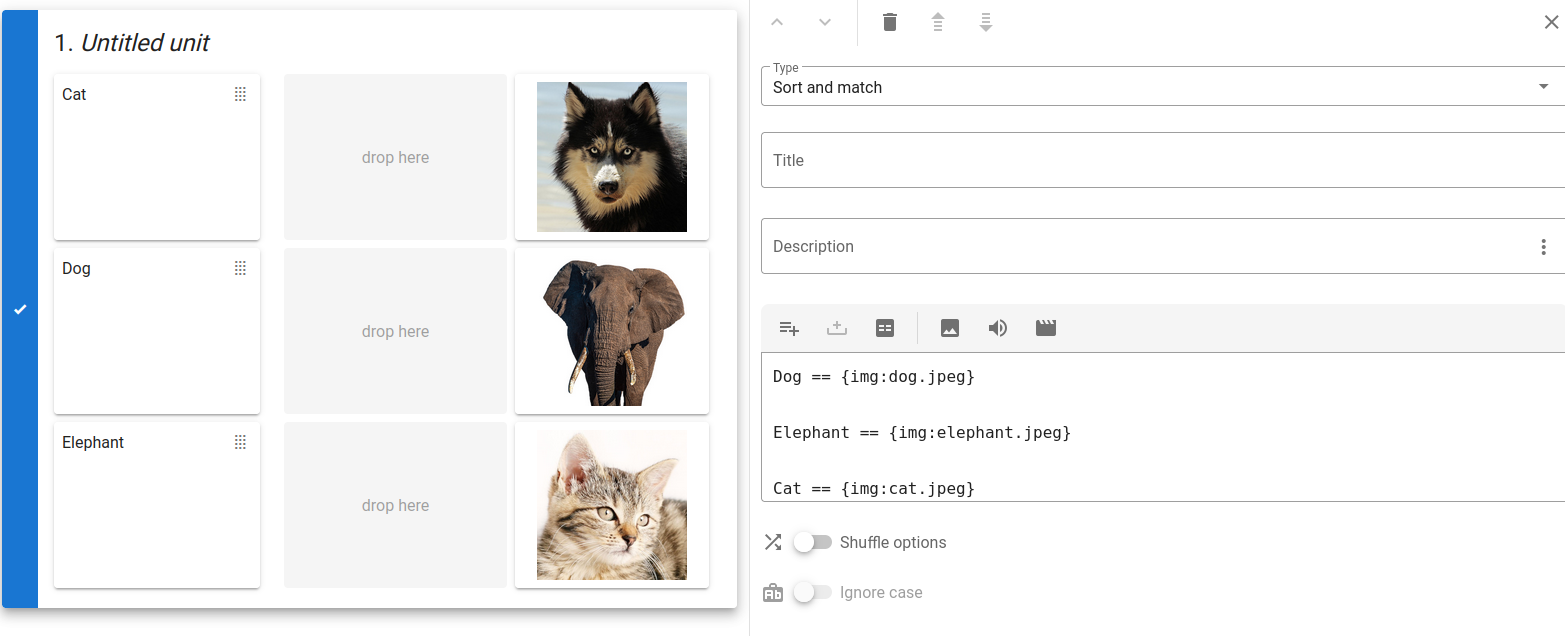 1. Untitled unit
Cat
drop here
Dog
drop here
Elephant
drop here
Type
Sort and match
Title
Description
Dog == {img:dog.jpeg}
Elephant == {img:elephant.jpeg}
Cat == {img:cat.jpeg}
Shuffle options
Ab
Ignore case